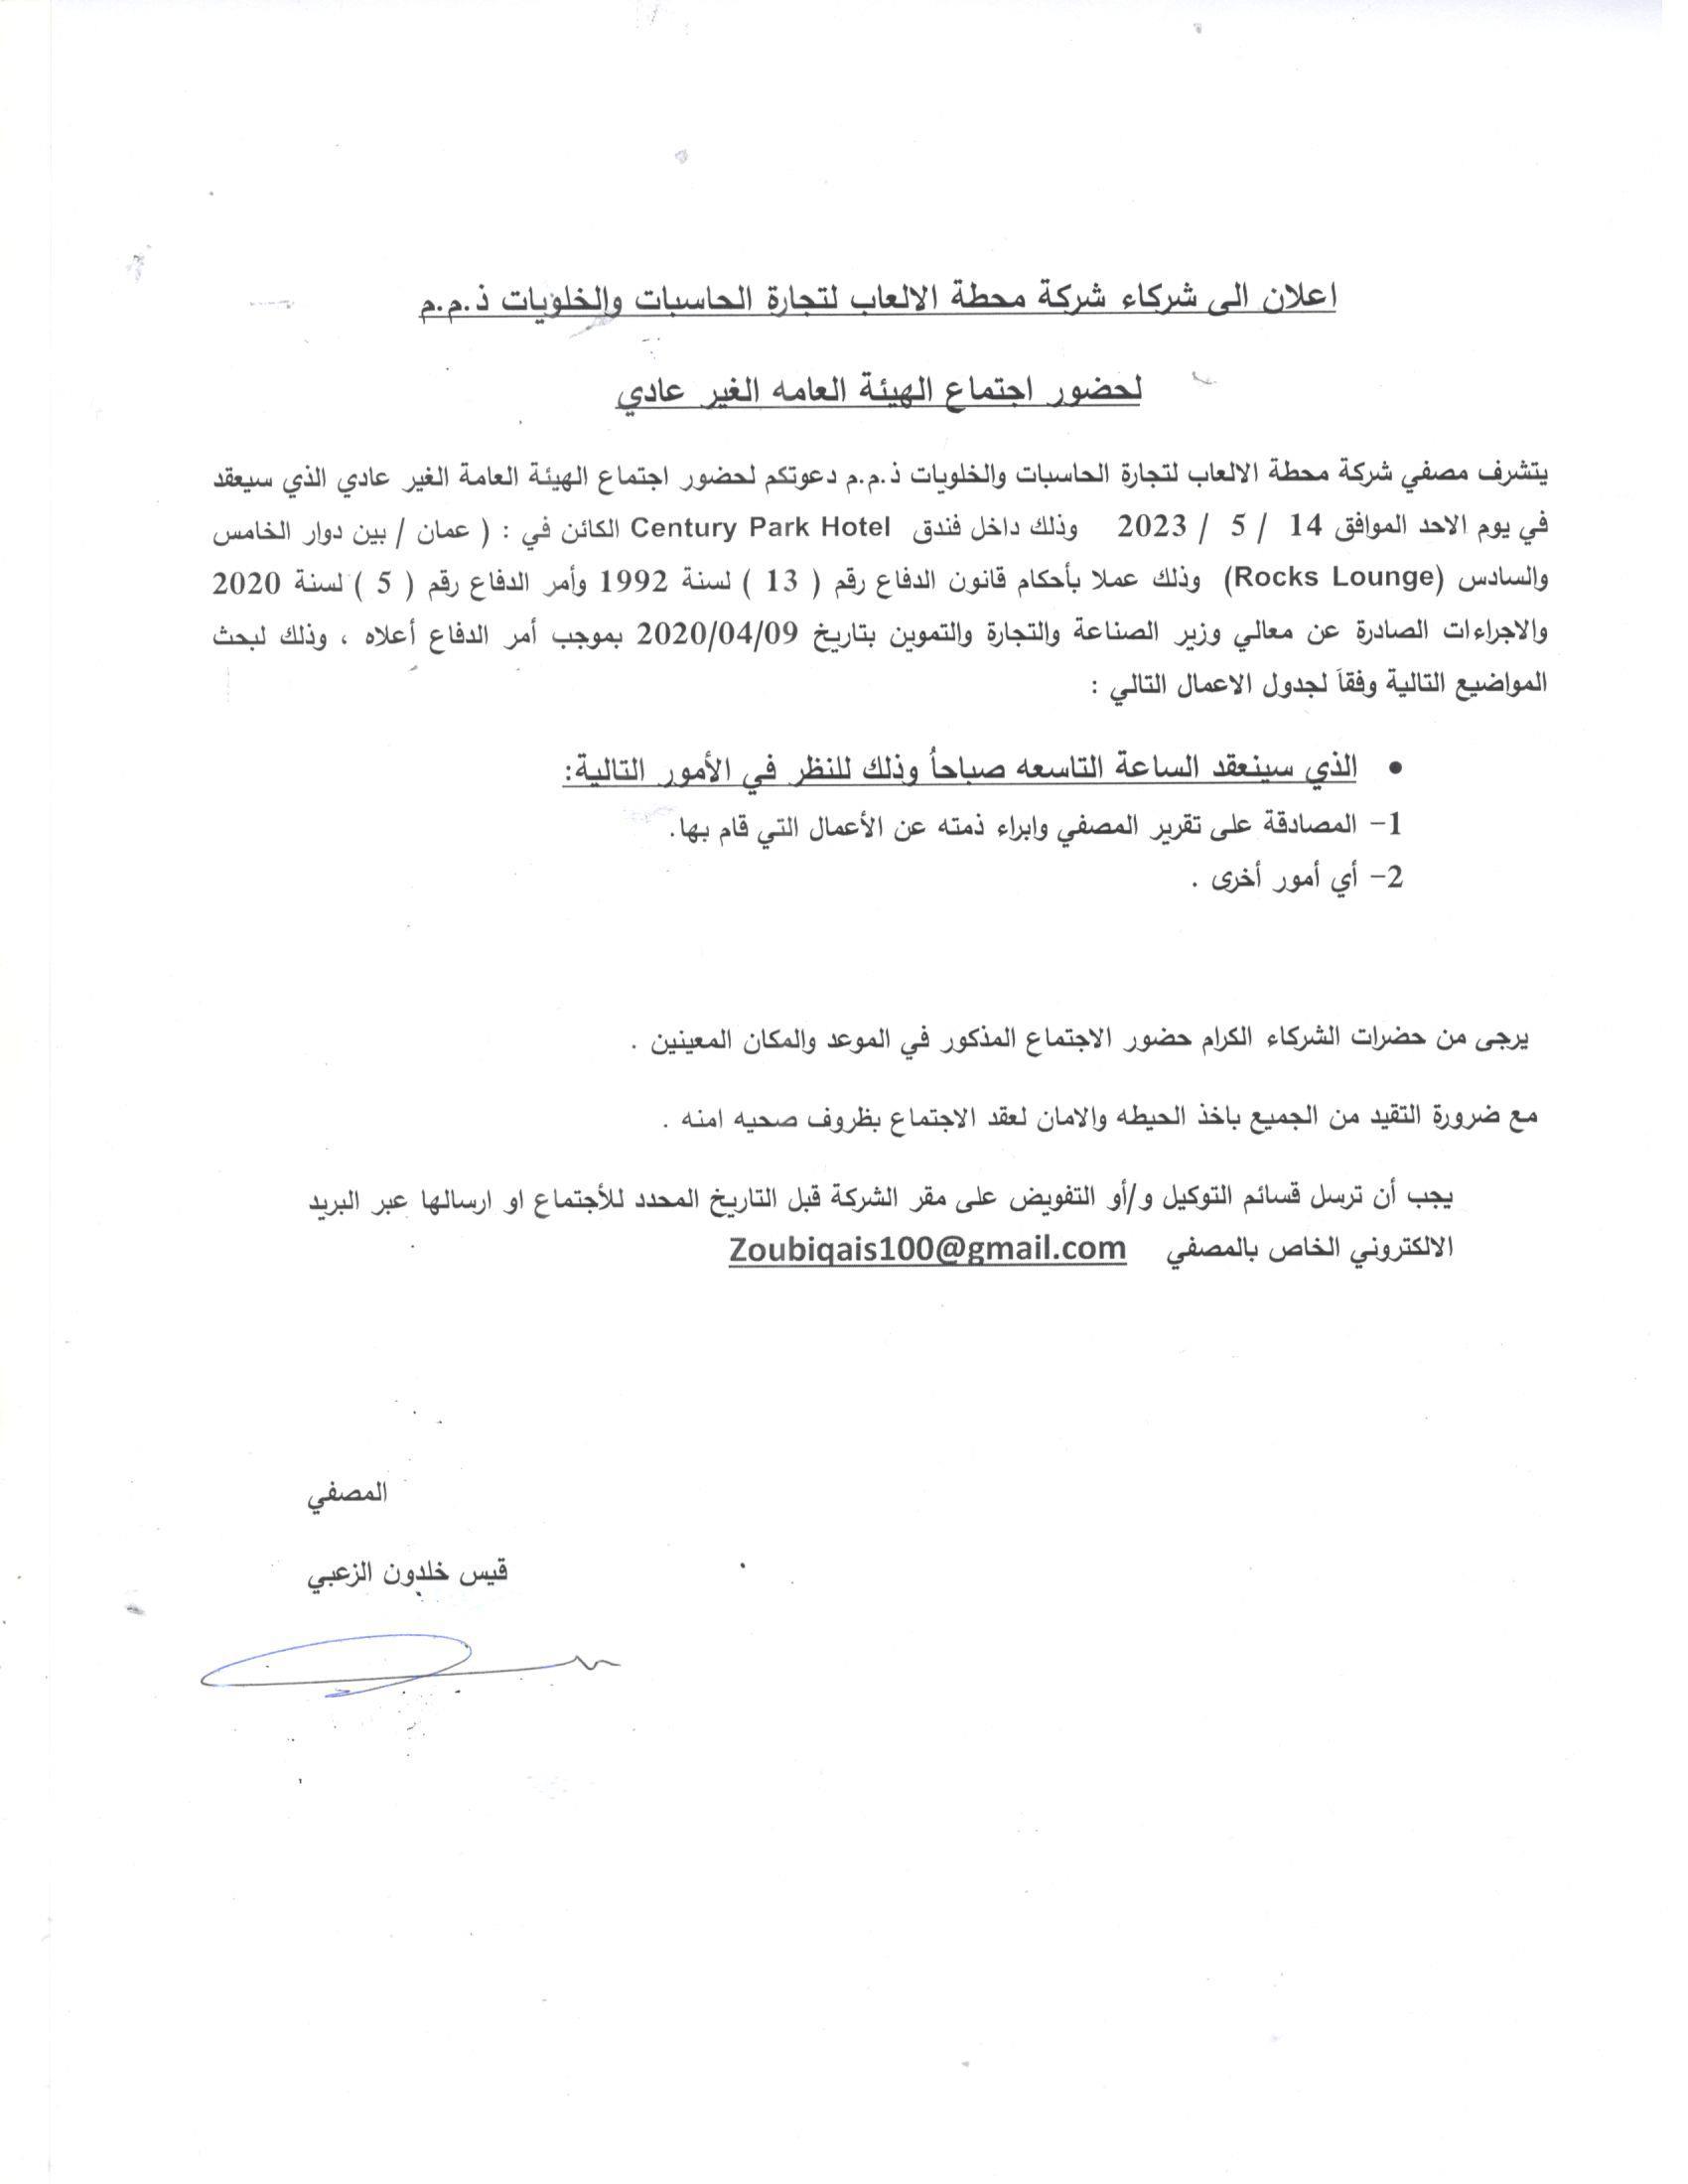 اعلان الى شركاء شركة محطة الالعاب لتجارة الحاسبات والخلويات ذ.م.م
لحضور اجتماع الهيئة العامه الغير عادي
يتشرف مصفي شركة محطة الالعاب لتجارة الحاسبات والخلويات ذ.م.م دعوتكم لحضور اجتماع الهيئة العامة الغير عادي الذي سيعقد
في يوم الاحد الموافق 14 / 5 / 2023 وذلك داخل فندق Century Park Hotel الكائن في : ( عمان / بين دوار الخامس
والسادس (Rocks Lounge) وذلك عملا بأحكام قانون الدفاع رقم ( 13 ) لسنة 1992 وأمر الدفاع رقم ( 5 ) لسنة 2020
والاجراءات الصادرة عن معالي وزير الصناعة والتجارة والتموين بتاريخ 2020/04/09 بموجب أمر الدفاع أعلاه ، وذلك لبحث
المواضيع التالية وفقاَ لجدول الاعمال التالي :
• الذي سينعقد الساعة التاسعه صباحاُ وذلك للنظر في الأمور التالية:
1- المصادقة على تقرير المصفي وابراء ذمته عن الأعمال التي قام بها.
2- أي أمور أخرى .
يرجى من حضرات الشركاء الكرام حضور الاجتماع المذكور في الموعد والمكان المعينين .
مع ضرورة التقيد من الجميع باخذ الحيطه والامان لعقد الاجتماع بظروف صحيه امنه .
يجب أن ترسل قسائم التوكيل و/أو التفويض على مقر الشركة قبل التاريخ المحدد للأجتماع او ارسالها عبر البريد
الالكتروني الخاص بالمصفي Zoubiqais100@gmail.com
المصفي
قيس خلدون الزعبي